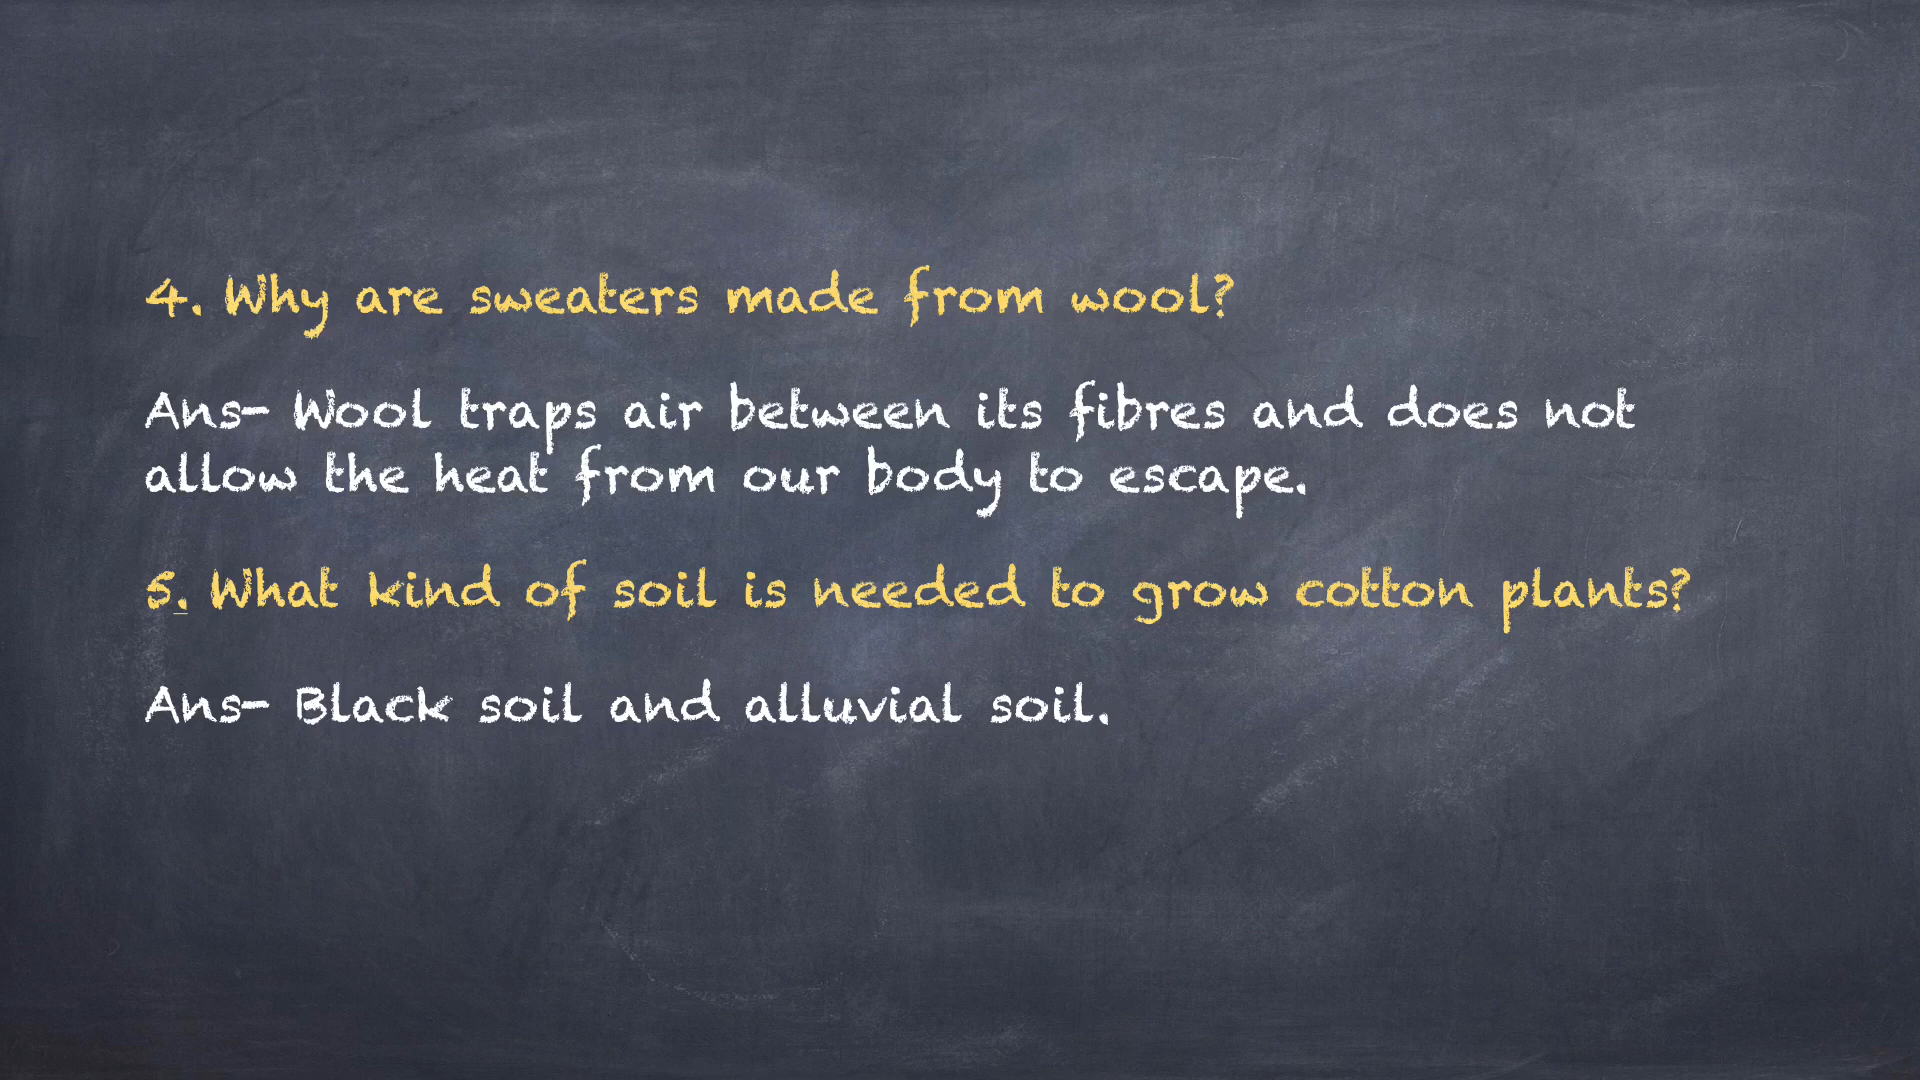 4. Why are sweaters made from wool?
Ans- Wool traps air between its fibres and does not
allow the heat from our body to escape.
5. What kind of soil is needed to grow cotton plants?
Ans- Black soil and alluvial soil.